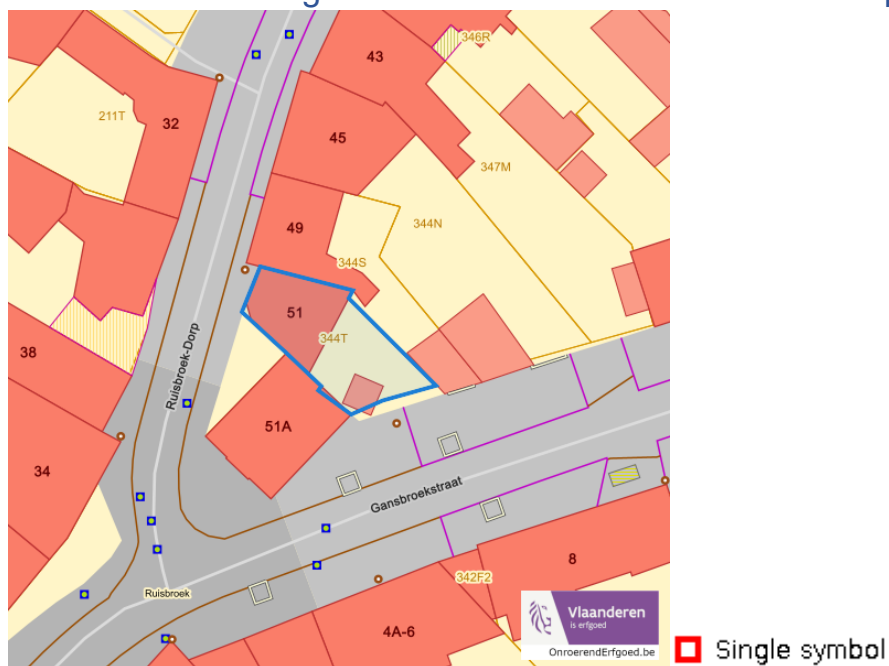 346R
43
211T
32
45
347M
49
344N
344S
51
344T
Ruisbroek-Dorp
38
51A
34
Gansbroekstraat
8
342F2
Ruisbroek
4A-6
Vlaanderen
is erfgoed
OnroerendErfgoed.be
Single symbol